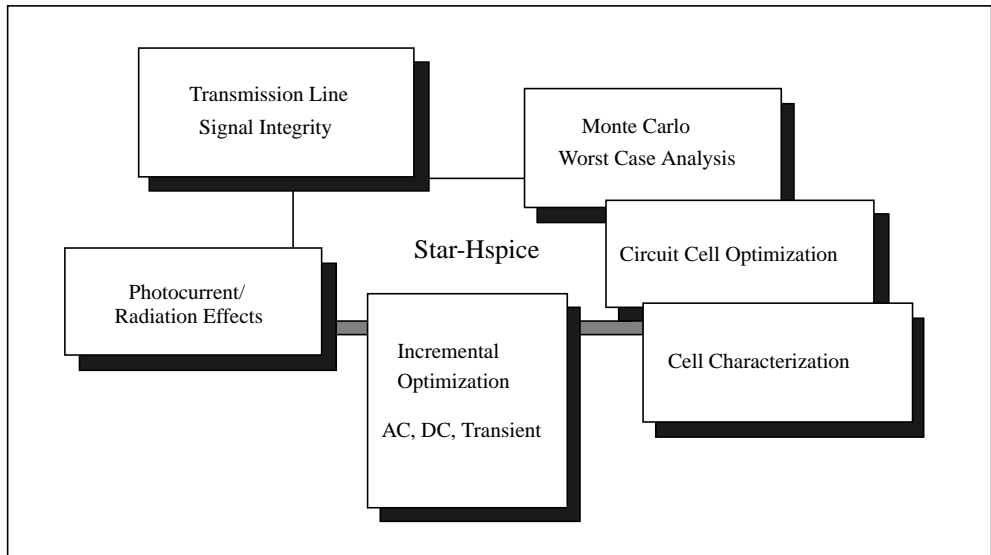 Transmission Line
Signal Integrity
Monte Carlo
Worst Case Analysis
Star-Hspice
Circuit Cell Optimization
Photocurrent/
Radiation Effects
Incremental
Optimization
AC, DC, Transient
Cell Characterization